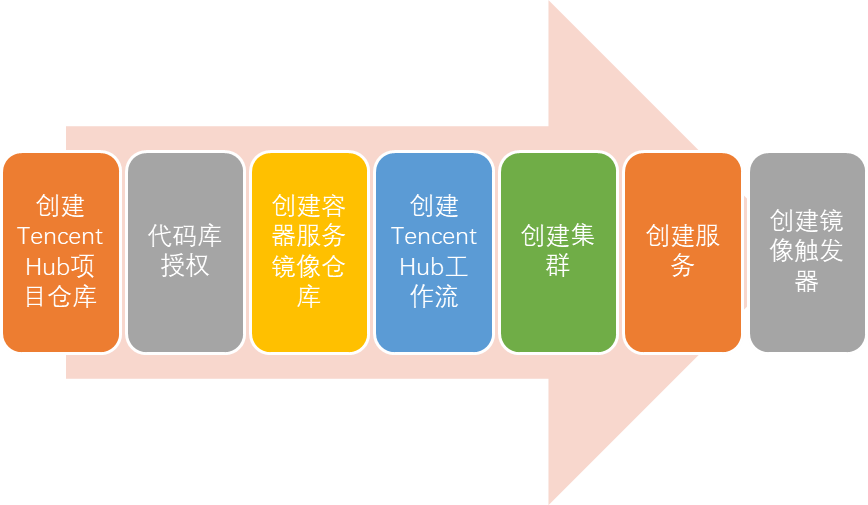 创建
Tencent
Hub项
目仓库
代码库
授权
创建容
器服务
镜像仓
库
创建
Tencent
Hub工
作流
创建集
群
创建服
务
创建镜
像触发
器